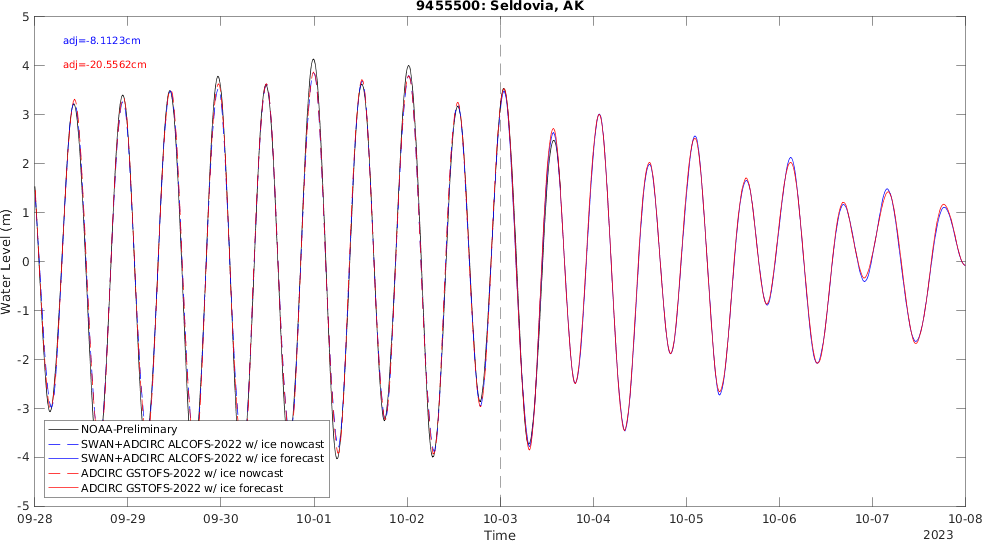 9455500: Seldovia, AK
adj=-8.1123cm
adj=-20.5562cm
Water Level (m)
5
4
3
2
1
0
-1
-2
-3
-4
-5
NOAA-Preliminary
SWAN+ADCIRC ALCOFS-2022 w/ ice nowcast
SWAN+ADCIRC ALCOFS-2022 w/ ice forecast
ADCIRC GSTOFS-2022 w/ ice nowcast
ADCIRC GSTOFS-2022 w/ ice forecast
09-28 09-29 09-30 10-01 10-02 10-03 10-04 10-05 10-06 10-07 10-08
Time
2023